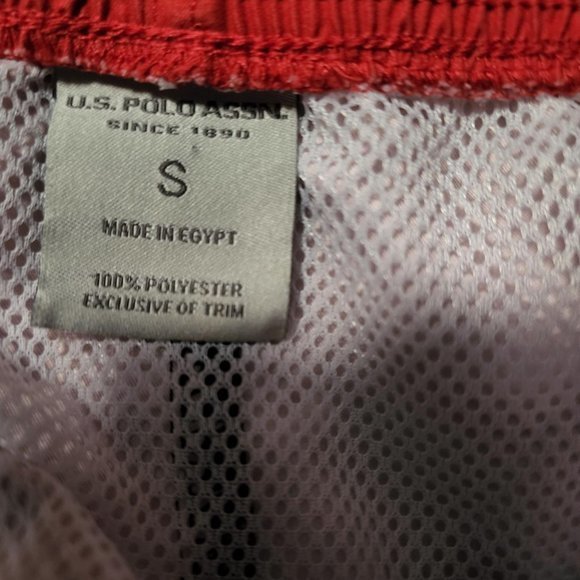 U.S. POLO ASSN.
SINCE 1890
S
MADE IN EGYPT
100% POLYESTER
EXCLUSIVE OF TRIM